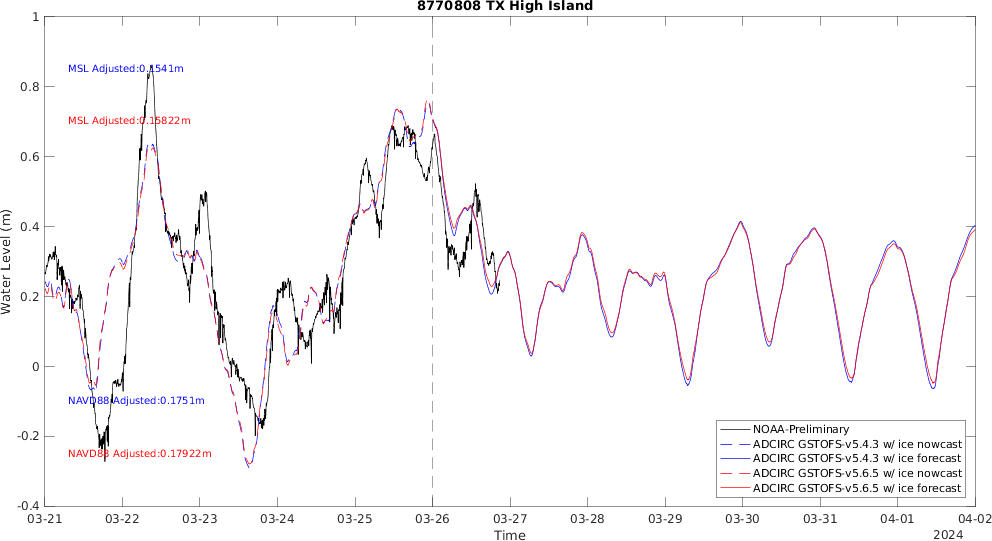 8770808 TX High Island
1
0.8
0.6
0.4
0.2
0
-0.2
-0.4
Water Level (m)
MSL Adjusted:0.1541m
MSL Adjusted:0.15822m
NAVD88 Adjusted:0.1751m
NAVD88 Adjusted:0.17922m
NOAA-Preliminary
ADCIRC GSTOFS-v5.4.3 w/ ice nowcast
ADCIRC GSTOFS-v5.4.3 w/ ice forecast
ADCIRC GSTOFS-v5.6.5 w/ ice nowcast
ADCIRC GSTOFS-v5.6.5 w/ ice forecast
03-21 03-22 03-23 03-24 03-25 03-26 03-27 03-28 03-29 03-30 03-31 04-01 04-02
Time
2024